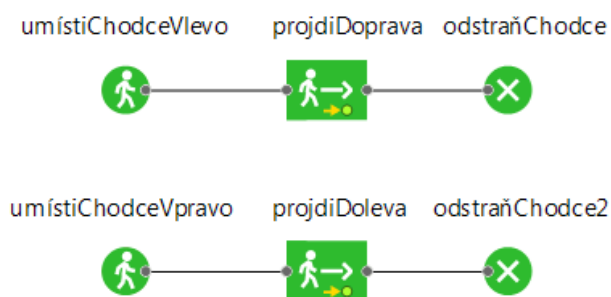 umístiChodceVlevo projdiDoprava odstraňChodce
umístiChodceVpravo projdiDoleva odstraňChodce2